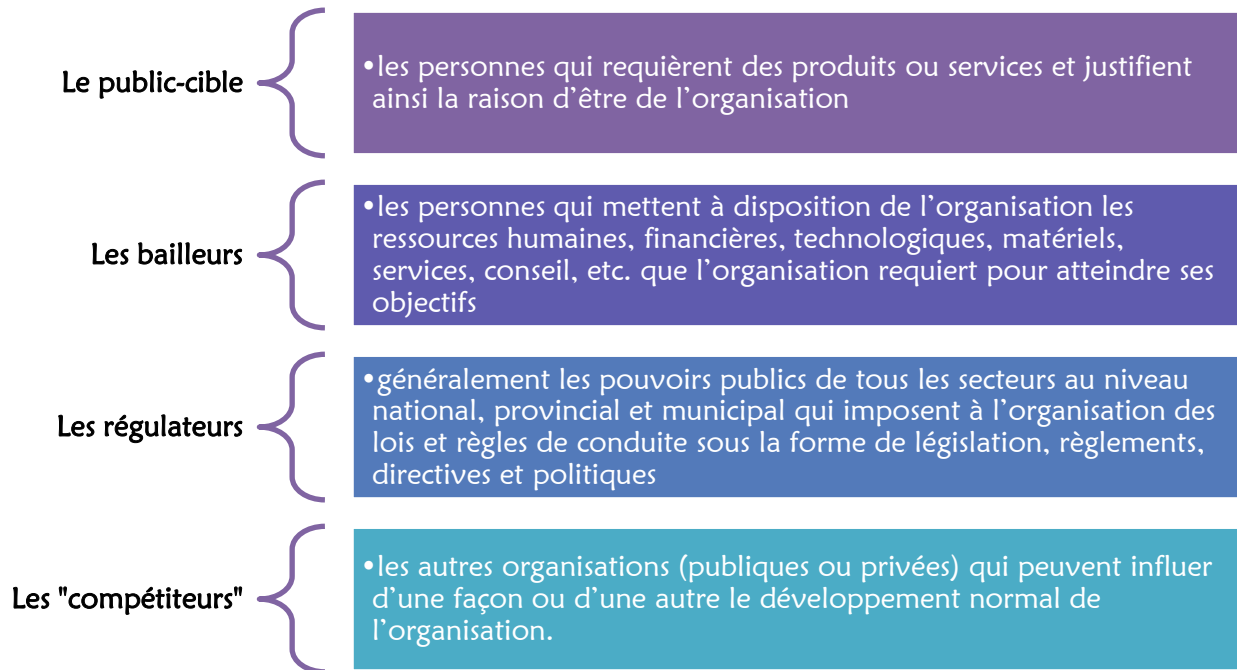 Le public-cible
•les personnes qui requièrent des produits ou services et justifient
ainsi la raison d'être de l'organisation
Les bailleurs
•les personnes qui mettent à disposition de l'organisation les
ressources humaines, financières, technologiques, matériels,
services, conseil, etc. que l'organisation requiert pour atteindre ses
objectifs
Les régulateurs
•généralement les pouvoirs publics de tous les secteurs au niveau
national, provincial et municipal qui imposent à l'organisation des
lois et règles de conduite sous la forme de législation, règlements,
directives et politiques
Les "compétiteurs"
•les autres organisations (publiques ou privées) qui peuvent influer
d'une façon ou d'une autre le développement normal de
l'organisation.